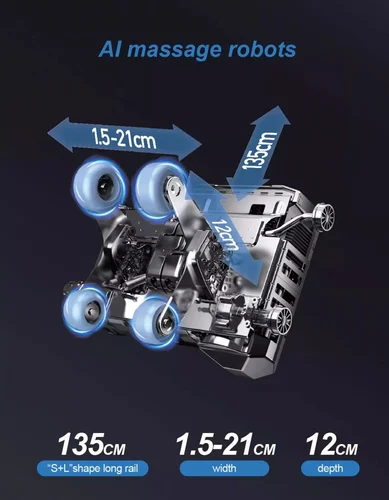 AI massage robots
1.5-21cm
135cm
12cm
135CM
1.5-21CM
12CM
"S+L"shape long rail
width
depth